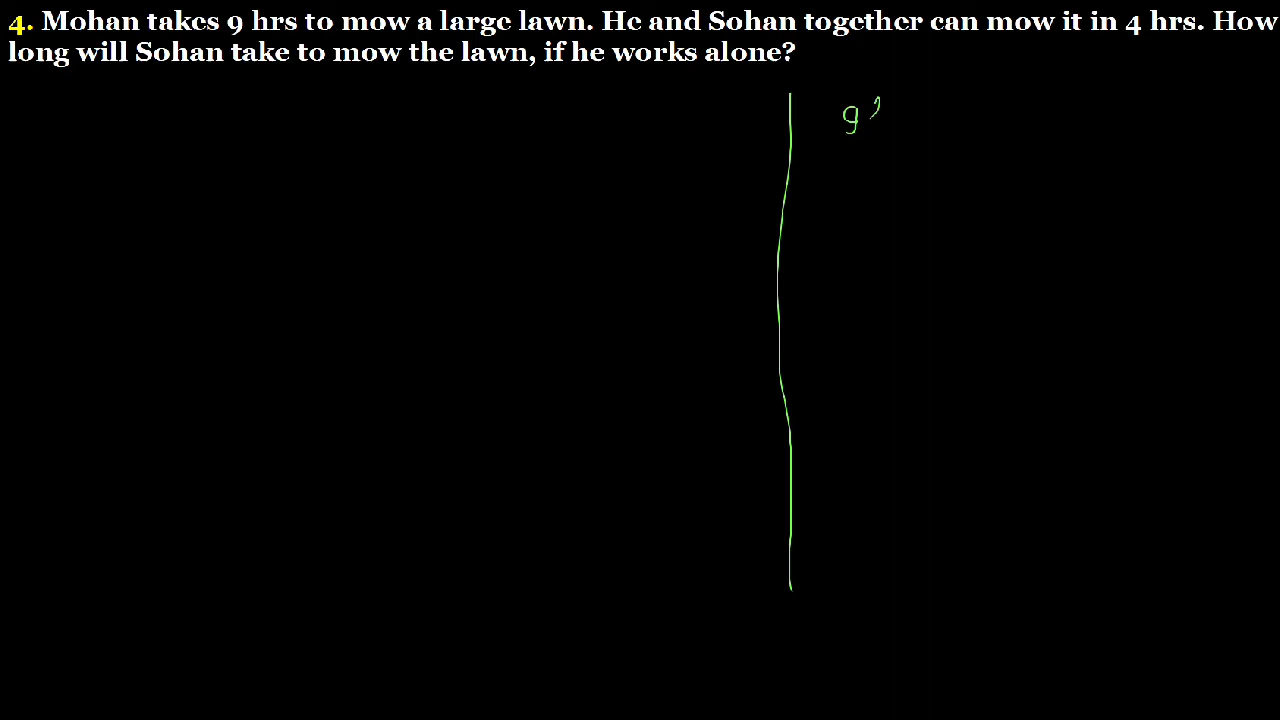 4. Mohan takes 9 hrs to mow a large lawn. He and Sohan together can mow it in 4 hrs. How
long will Sohan take to mow the lawn, if he works alone?
9,